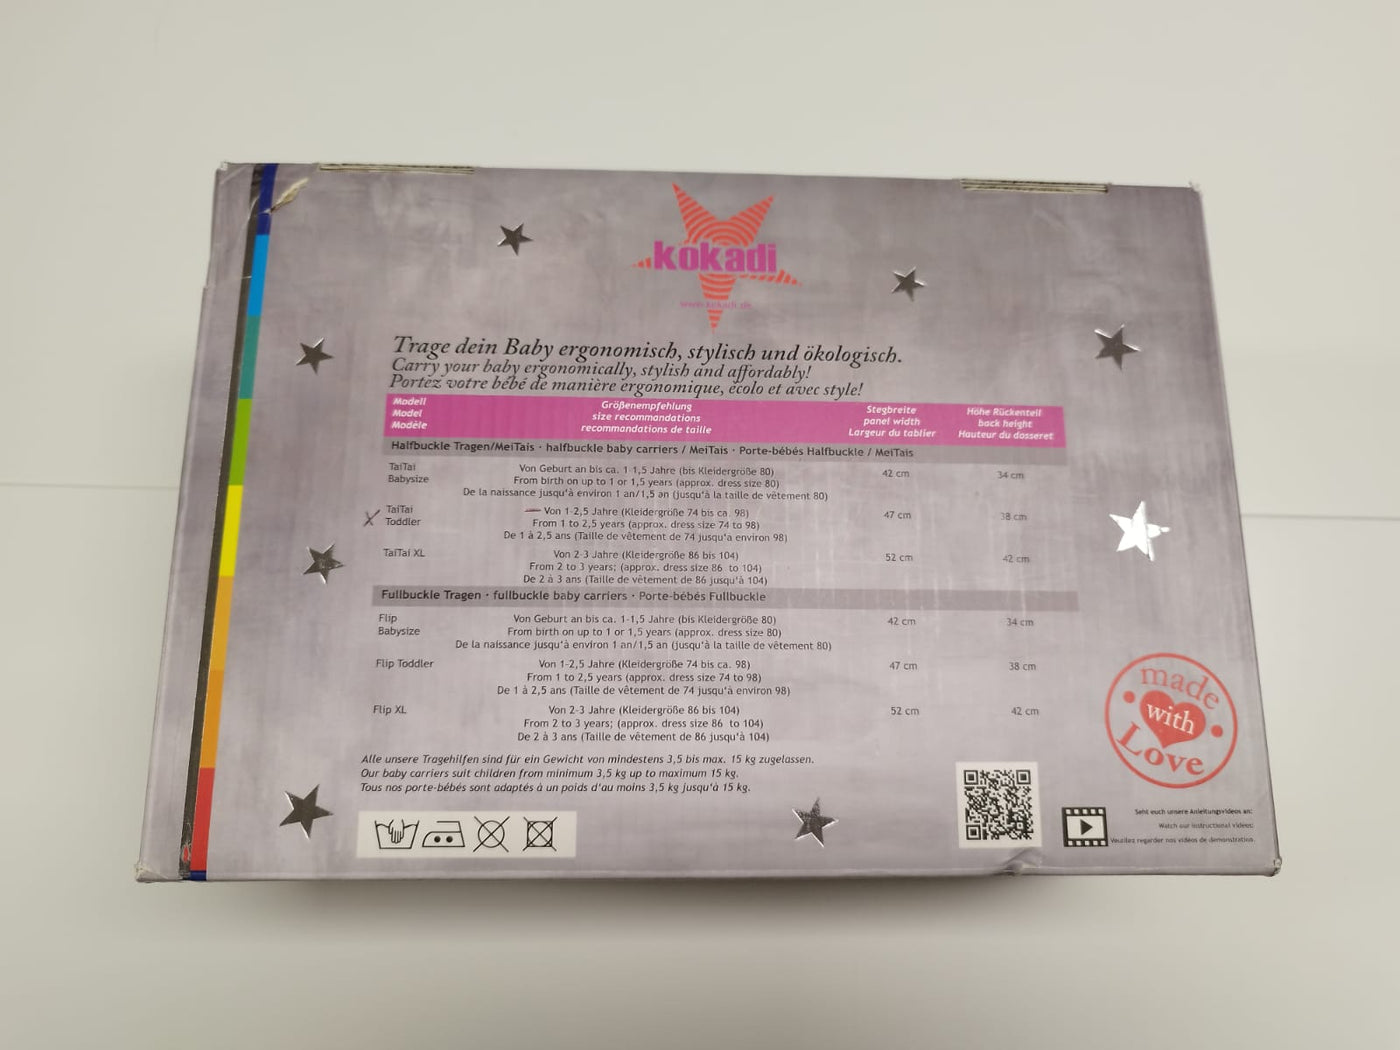 kokadi
www.kokadi.de
Trage dein Baby ergonomisch, stylisch und ökologisch.
Carry your baby ergonomically, stylish and affordably!
Portez votre bébé de manière ergonomique, écolo et avec style!
Modell Größenempfehlung Stegbreite Höhe Rückenteil
Model size recommandations panel width back height
Modèle recommandations de taille Largeur du tablier Hauteur du dosseret
Halfbuckle Tragen/MeiTais · halfbuckle baby carriers / MeiTais · Porte-bébés Halfbuckle / MeiTais
TaiTai Von Geburt an bis ca. 1-1,5 Jahre (bis Kleidergröße 80) 42 cm 34 cm
Babysize From birth on up to 1 or 1,5 years (approx. dress size 80)
De la naissance jusqu'à environ 1 an/1,5 an (jusqu'à la taille de vêtement 80)
TaiTai Von 1-2,5 Jahre (Kleidergröße 74 bis ca. 98) 47 cm 38 cm
X Toddler From 1 to 2,5 years (approx. dress size 74 to 98)
De 1 à 2,5 ans (Taille de vêtement de 74 jusqu'a environ 98)
TaiTai XL Von 2-3 Jahre (Kleidergröße 86 bis 104) 52 cm 42 cm
From 2 to 3 years; (approx. dress size 86 to 104)
De 2 à 3 ans (Taille de vêtement de 86 jusqu'à 104)
Fullbuckle Tragen · fullbuckle baby carriers · Porte-bébés Fullbuckle
Flip Von Geburt an bis ca. 1-1,5 Jahre (bis Kleidergröße 80) 42 cm 34 cm
Babysize From birth on up to 1 or 1,5 years (approx. dress size 80)
De la naissance jusqu'à environ 1 an/1,5 an (jusqu'à la taille de vêtement 80)
Flip Toddler Von 1-2,5 Jahre (Kleidergröße 74 bis ca. 98) 47 cm 38 cm
From 1 to 2,5 years (approx. dress size 74 to 98)
De 1 à 2,5 ans (Taille de vêtement de 74 jusqu'à environ 98)
Flip XL Von 2-3 Jahre (Kleidergröße 86 bis 104) 52 cm 42 cm
From 2 to 3 years; (approx. dress size 86 to 104)
De 2 à 3 ans (Taille de vêtement de 86 jusqu'à 104)
Alle unsere Tragehilfen sind für ein Gewicht von mindestens 3,5 bis max. 15 kg zugelassen.
Our baby carriers suit children from minimum 3,5 kg up to maximum 15 kg.
Tous nos porte-bébés sont adaptés à un poids d'au moins 3,5 kg jusqu'à 15 kg.
made
with
Love
Seht euch unsere Anleitungsvideos an:
Watch our instructional videos:
Veuillez regarder nos vidéos de démonstration.